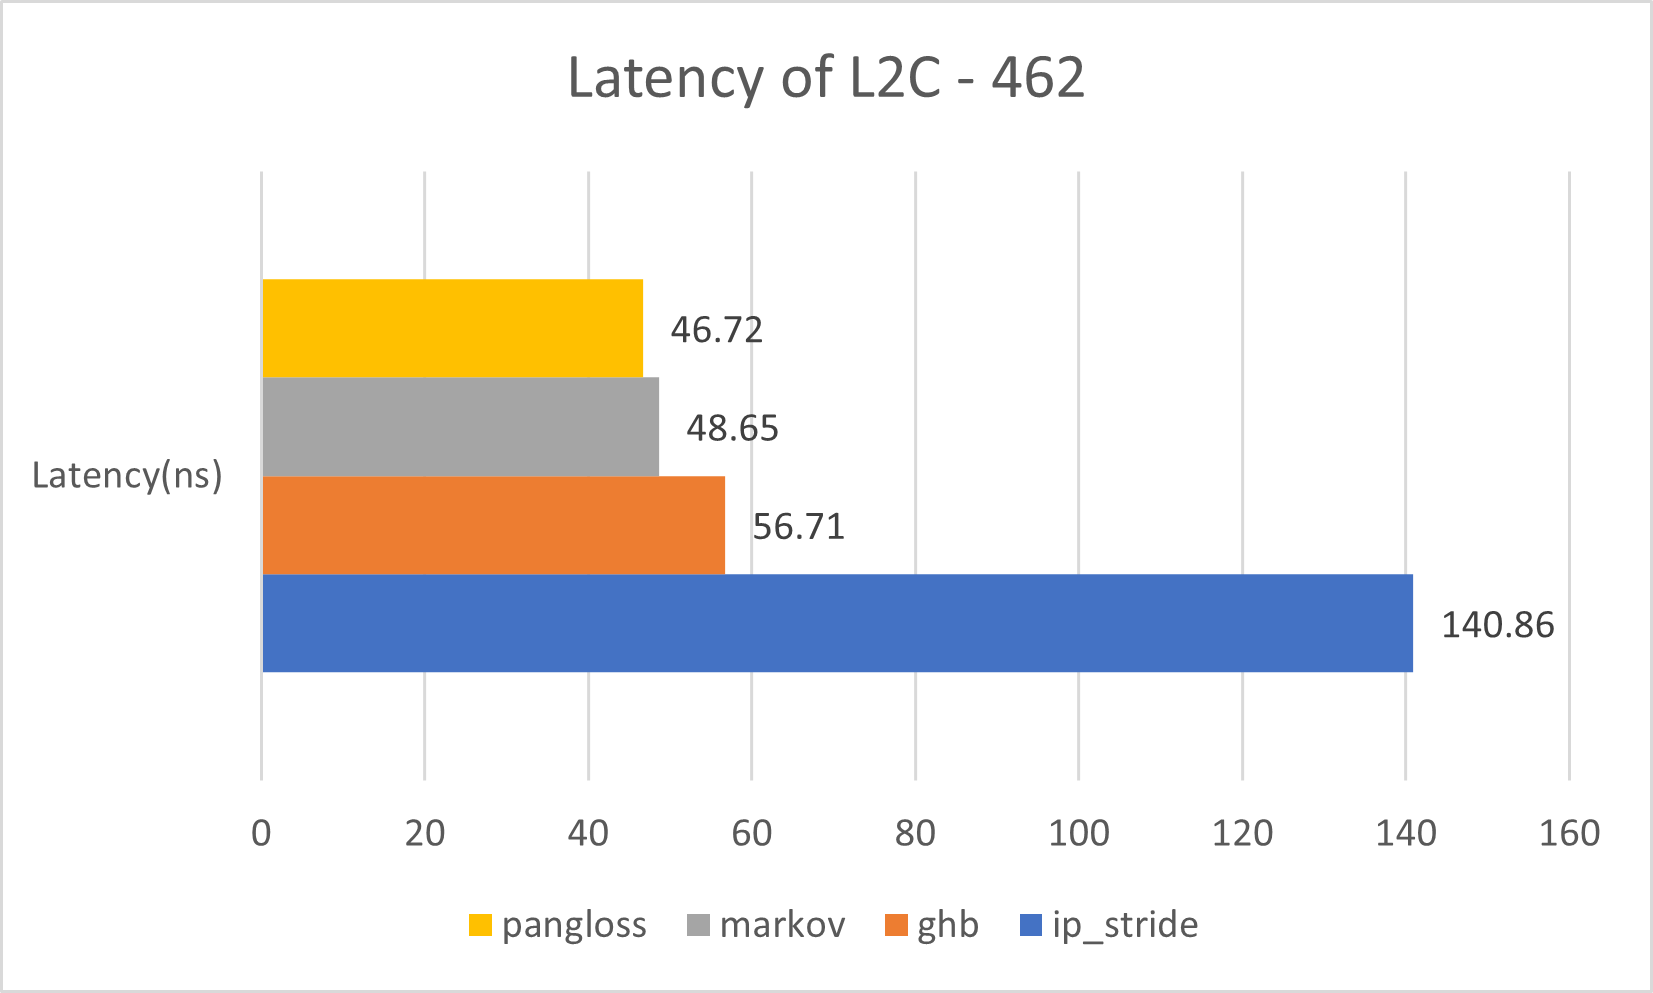 Latency of L2C - 462
46.72
48.65
Latency(ns)
56.71
140.86
0 20 40 60 80 100 120 140 160
pangloss markov ghb ip_stride